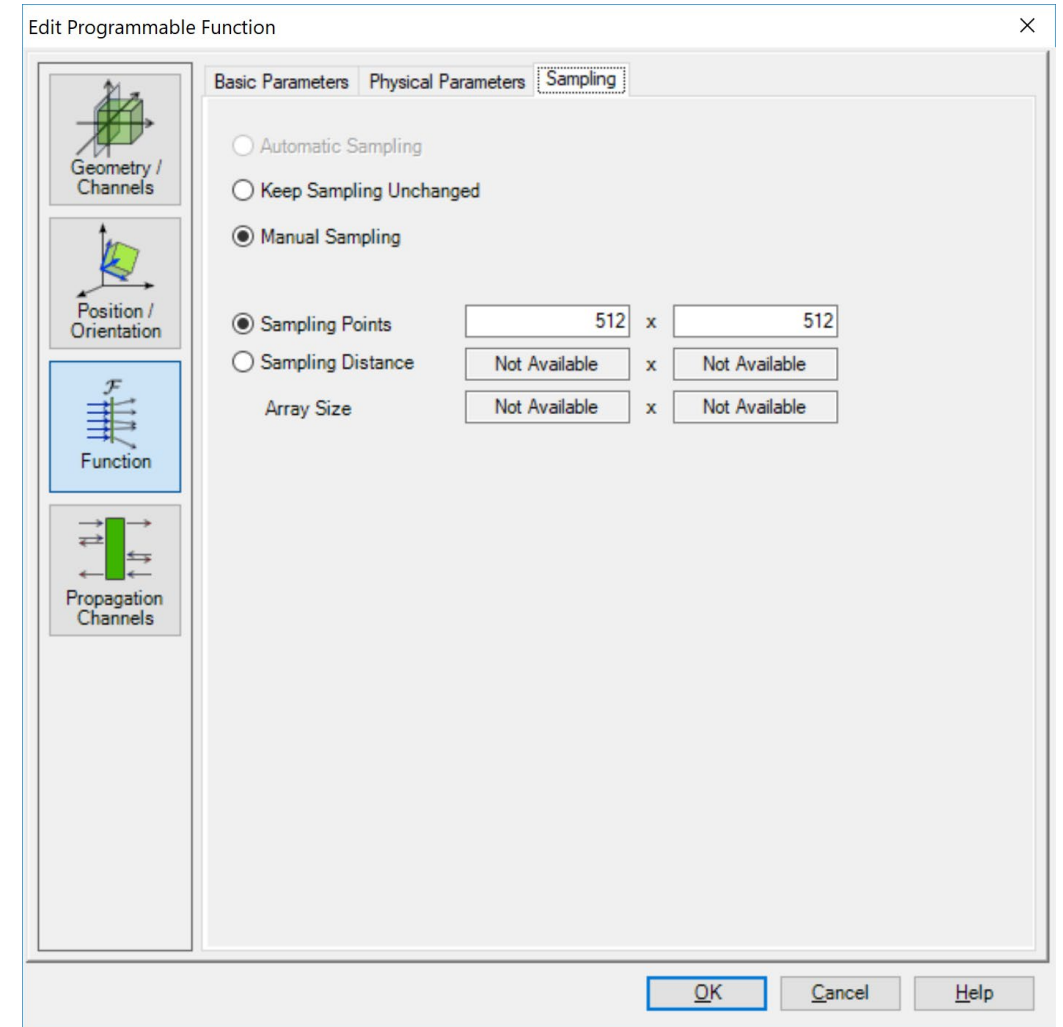 Edit Programmable Function
Geometry /
Channels
Position /
Orientation
ℱ
Function
Propagation
Channels
Basic Parameters Physical Parameters Sampling
Automatic Sampling
Keep Sampling Unchanged
Manual Sampling
Sampling Points 512 x 512
Sampling Distance Not Available x Not Available
Array Size Not Available x Not Available
OK Cancel Help